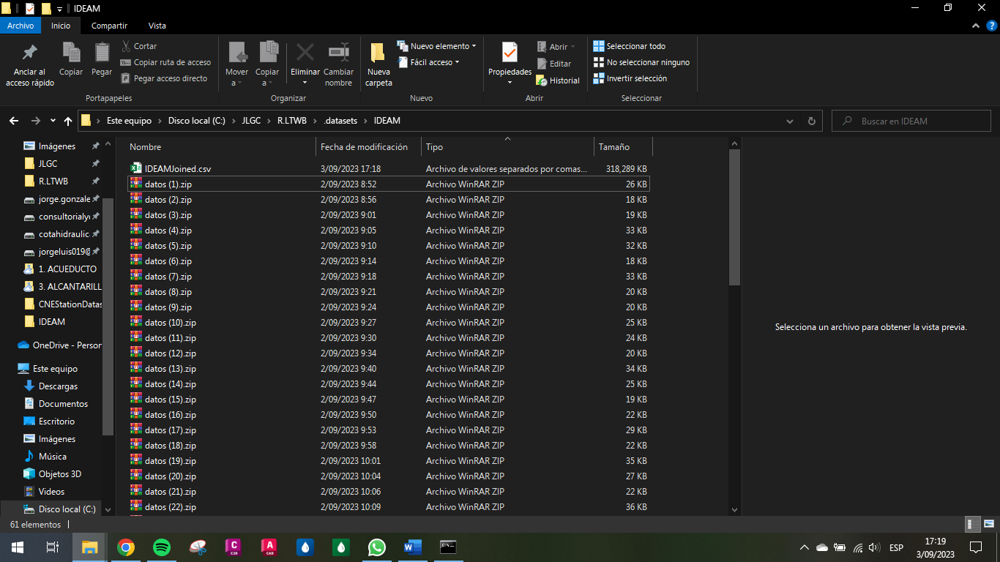 IDEAM
Archivo Inicio Compartir Vista
Anclar al acceso rápido
Copiar
Pegar
Cortar
Copiar ruta de acceso
Pegar acceso directo
Portapapeles
Mover a
Copiar a
Eliminar
Cambiar nombre
Organizar
Nueva carpeta
Nuevo elemento
Fácil acceso
Nuevo
Propiedades
Abrir
Editar
Historial
Abrir
Seleccionar todo
No seleccionar ninguno
Invertir selección
Seleccionar
Este equipo Disco local (C:) JLGC R.LTWB .datasets IDEAM
Buscar en IDEAM
Imágenes
JLGC
R.LTWB
jorge.gonzale
consultorialy
cotahidraulica
jorgeluis019@
1. ACUEDUCTO
3. ALCANTARILL
CNEStationDatas
IDEAM
OneDrive - Person
Este equipo
Descargas
Documentos
Escritorio
Imágenes
Música
Objetos 3D
Videos
Disco local (C:)
Nombre Fecha de modificación Tipo Tamaño
IDEAMJoined.csv 3/09/2023 17:18 Archivo de valores separados por comas... 318,289 KB
datos (1).zip 2/09/2023 8:52 Archivo WinRAR ZIP 26 KB
datos (2).zip 2/09/2023 8:56 Archivo WinRAR ZIP 18 KB
datos (3).zip 2/09/2023 9:01 Archivo WinRAR ZIP 19 KB
datos (4).zip 2/09/2023 9:05 Archivo WinRAR ZIP 33 KB
datos (5).zip 2/09/2023 9:10 Archivo WinRAR ZIP 32 KB
datos (6).zip 2/09/2023 9:14 Archivo WinRAR ZIP 18 KB
datos (7).zip 2/09/2023 9:18 Archivo WinRAR ZIP 33 KB
datos (8).zip 2/09/2023 9:21 Archivo WinRAR ZIP 20 KB
datos (9).zip 2/09/2023 9:24 Archivo WinRAR ZIP 20 KB
datos (10).zip 2/09/2023 9:27 Archivo WinRAR ZIP 25 KB
datos (11).zip 2/09/2023 9:30 Archivo WinRAR ZIP 24 KB
datos (12).zip 2/09/2023 9:34 Archivo WinRAR ZIP 20 KB
datos (13).zip 2/09/2023 9:40 Archivo WinRAR ZIP 34 KB
datos (14).zip 2/09/2023 9:44 Archivo WinRAR ZIP 25 KB
datos (15).zip 2/09/2023 9:47 Archivo WinRAR ZIP 19 KB
datos (16).zip 2/09/2023 9:50 Archivo WinRAR ZIP 22 KB
datos (17).zip 2/09/2023 9:53 Archivo WinRAR ZIP 29 KB
datos (18).zip 2/09/2023 9:58 Archivo WinRAR ZIP 22 KB
datos (19).zip 2/09/2023 10:01 Archivo WinRAR ZIP 35 KB
datos (20).zip 2/09/2023 10:04 Archivo WinRAR ZIP 27 KB
datos (21).zip 2/09/2023 10:06 Archivo WinRAR ZIP 22 KB
datos (22).zip 2/09/2023 10:09 Archivo WinRAR ZIP 36 KB
Selecciona un archivo para obtener la vista previa.
61 elementos
ESP
17:19
3/09/2023